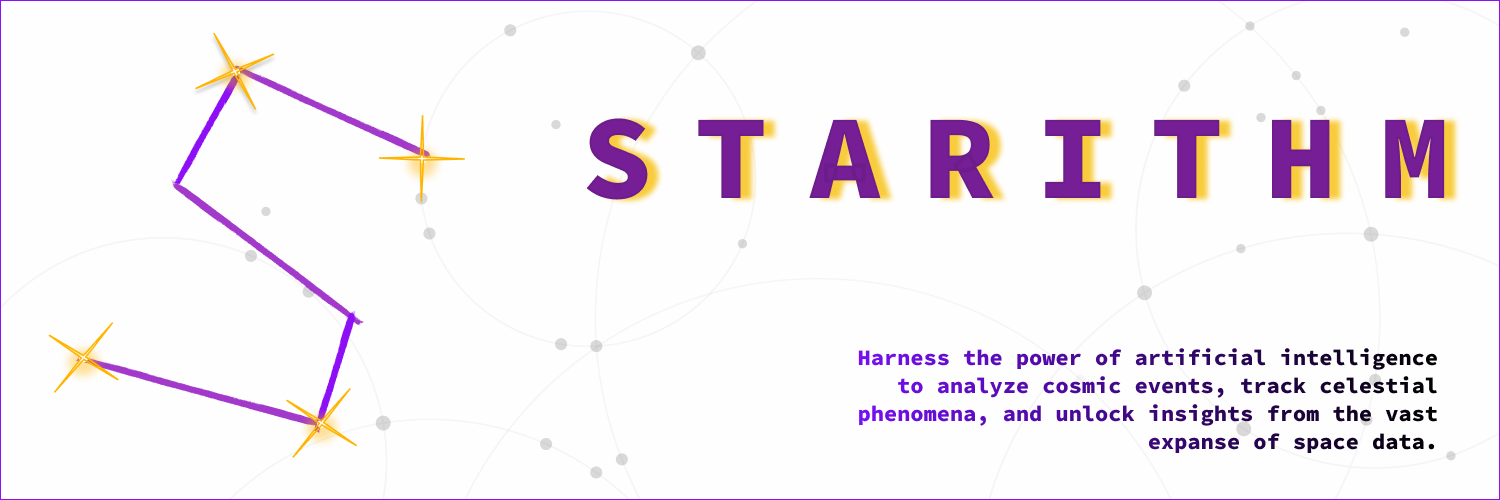 STARITHM
Harness the power of artificial intelligence
to analyze cosmic events, track celestial
phenomena, and unlock insights from the vast
expanse of space data.